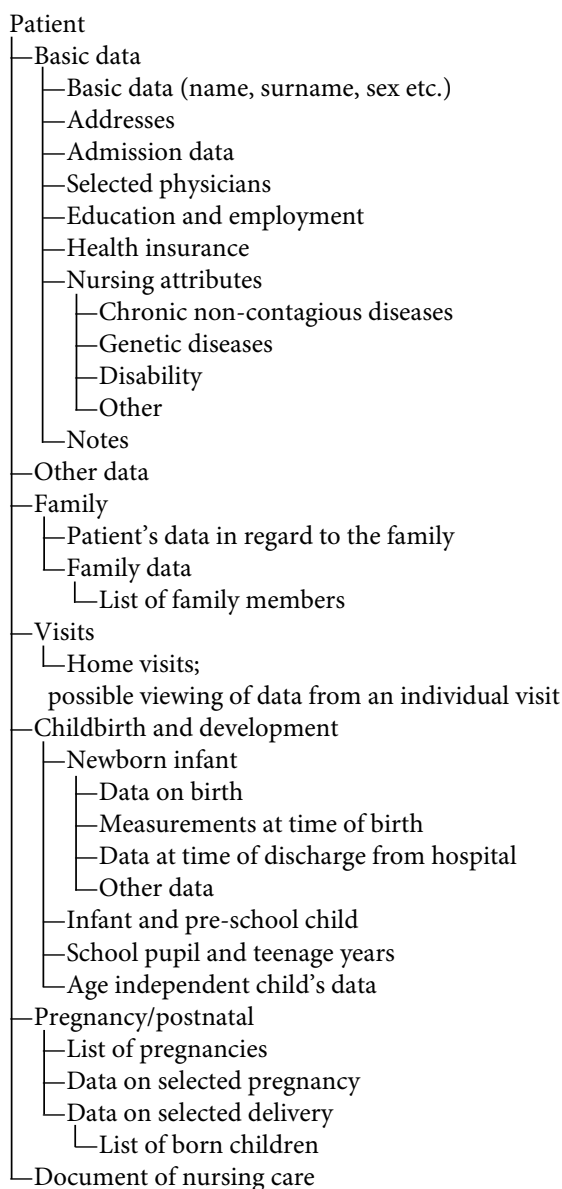 Patient
Basic data
Basic data (name, surname, sex etc.)
Addresses
Admission data
Selected physicians
Education and employment
Health insurance
Nursing attributes
Chronic non-contagious diseases
Genetic diseases
Disability
Other
Notes
Other data
Family
Patient's data in regard to the family
Family data
List of family members
Visits
Home visits;
possible viewing of data from an individual visit
Childbirth and development
Newborn infant
Data on birth
Measurements at time of birth
Data at time of discharge from hospital
Other data
Infant and pre-school child
School pupil and teenage years
Age independent child's data
Pregnancy/postnatal
List of pregnancies
Data on selected pregnancy
Data on selected delivery
List of born children
Document of nursing care